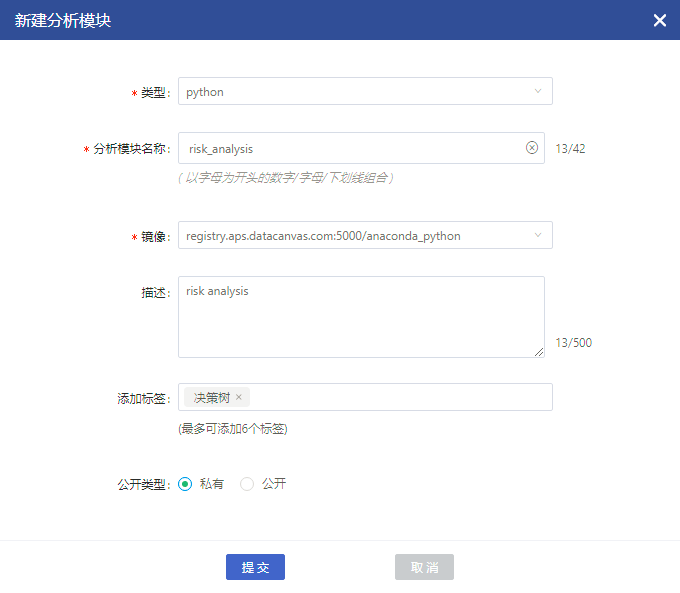 新建分析模块
* 类型: python
* 分析模块名称: risk_analysis 13/42
( 以字母为开头的数字/字母/下划线组合 )
* 镜像: registry.aps.datacanvas.com:5000/anaconda_python
描述: risk analysis
13/500
添加标签: 决策树 ×
(最多可添加6个标签)
公开类型: 私有 公开
提交 取消